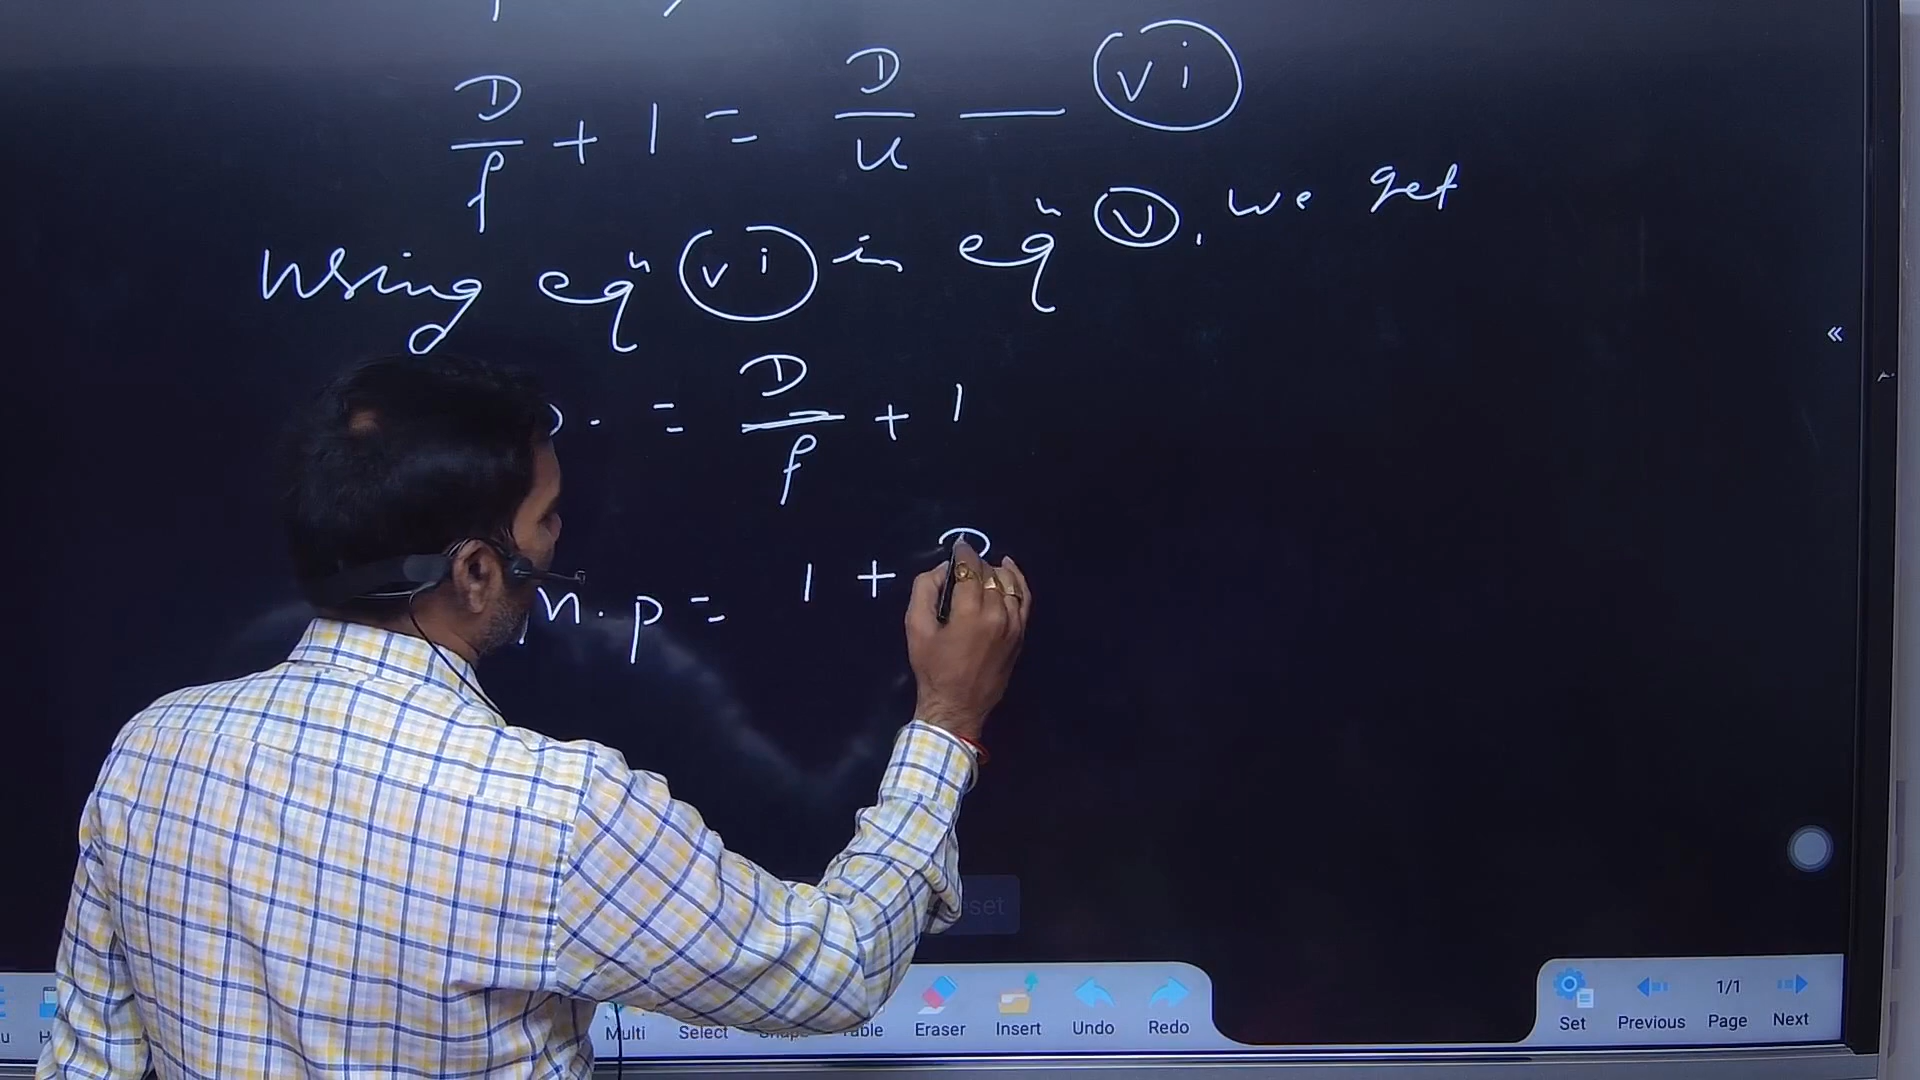 D/f + 1 = D/u — (vi)
Using eqⁿ (vi) in eqⁿ (v), we get
= D/f + 1
m.p = 1 + D
«
Multi Select Table Eraser Insert Undo Redo Set Previous 1/1 Page Next